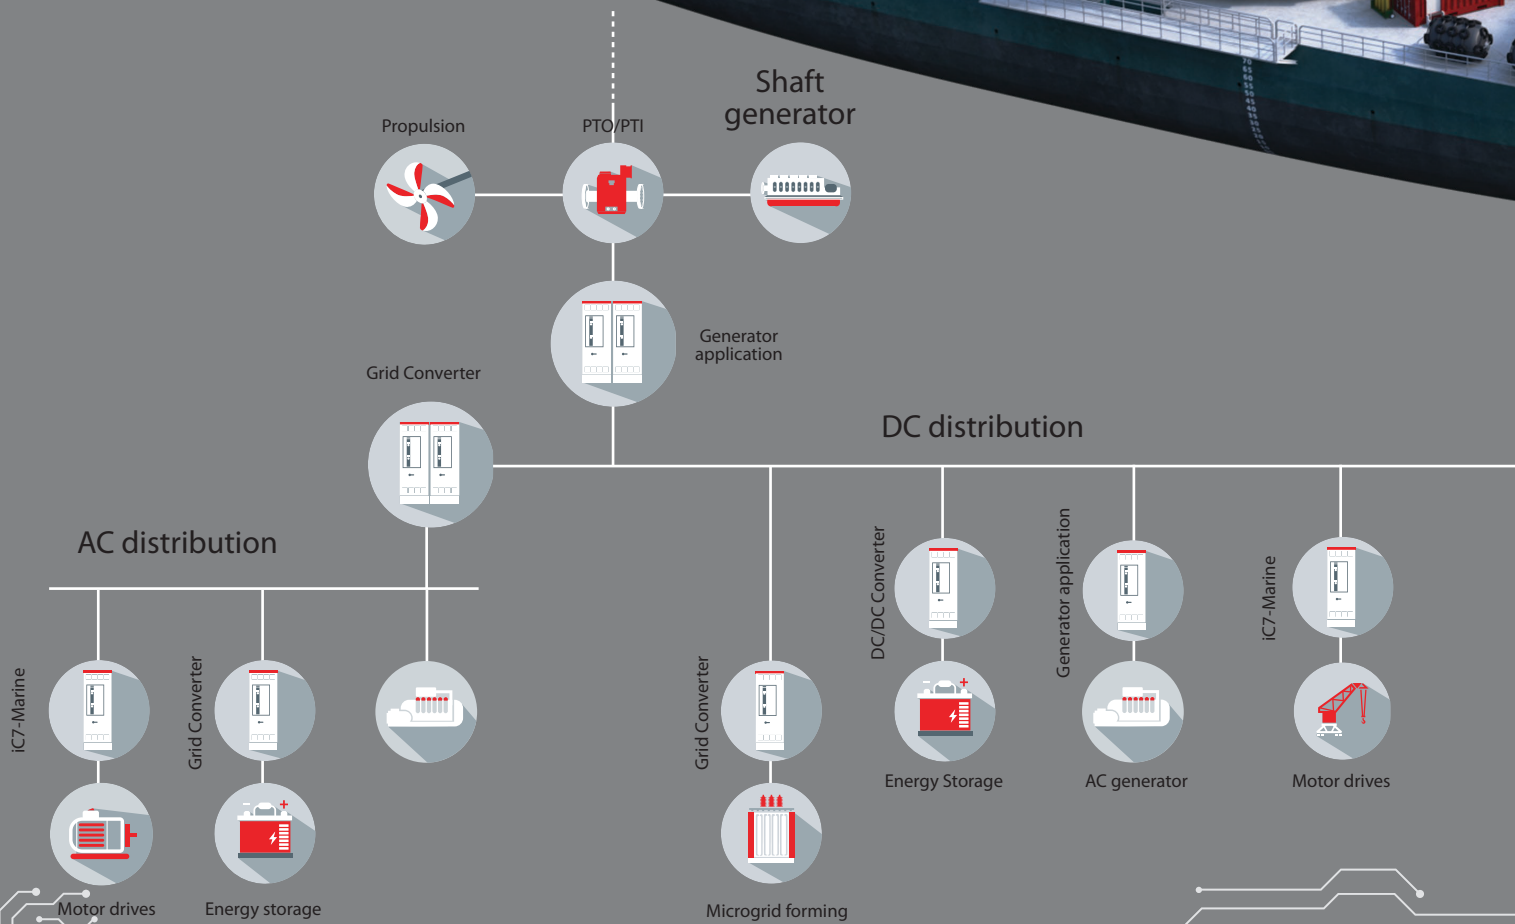 Shaft
generator
Propulsion
PTO/PTI
Generator
application
Grid Converter
DC distribution
AC distribution
DC/DC Converter
Generator application
iC7-Marine
iC7-Marine
Grid Converter
Grid Converter
Energy Storage
AC generator
Motor drives
Motor drives
Energy storage
Microgrid forming